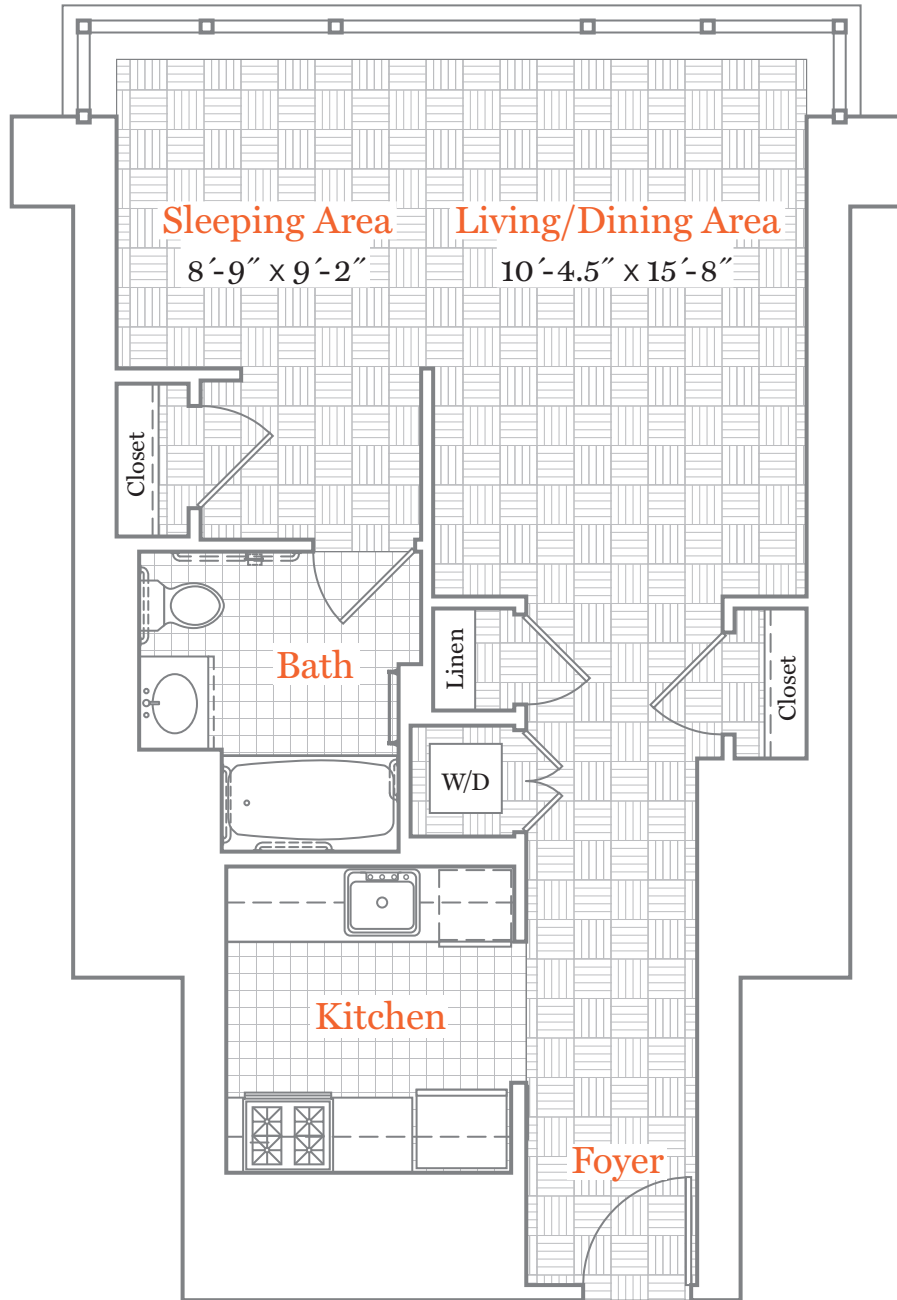 Sleeping Area
8′-9″ x 9′-2″
Living/Dining Area
10′-4.5″ x 15′-8″
Closet
Bath
Linen
Closet
W/D
Kitchen
Foyer